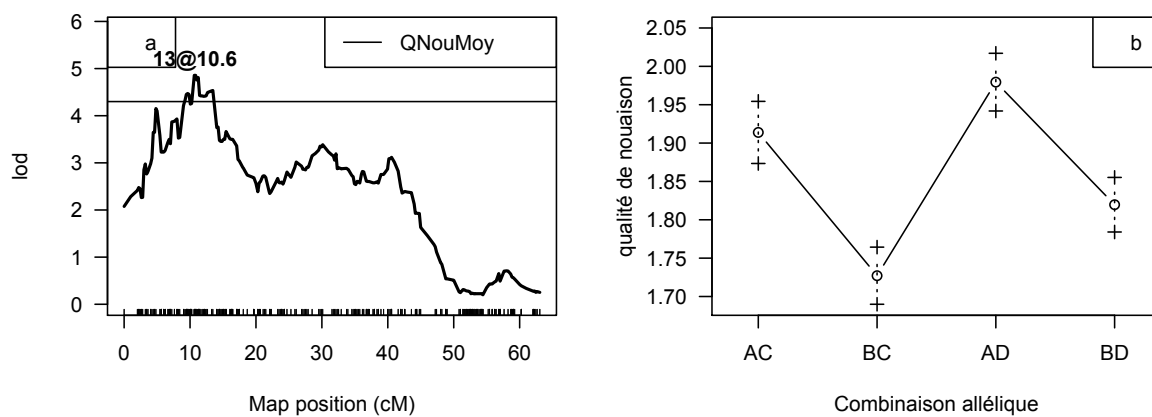 a
13@10.6
QNouMoy
lod
6
5
4
3
2
1
0
0 10 20 30 40 50 60
Map position (cM)
b
qualité de nouaison
2.05
2.00
1.95
1.90
1.85
1.80
1.75
1.70
AC BC AD BD
Combinaison allélique